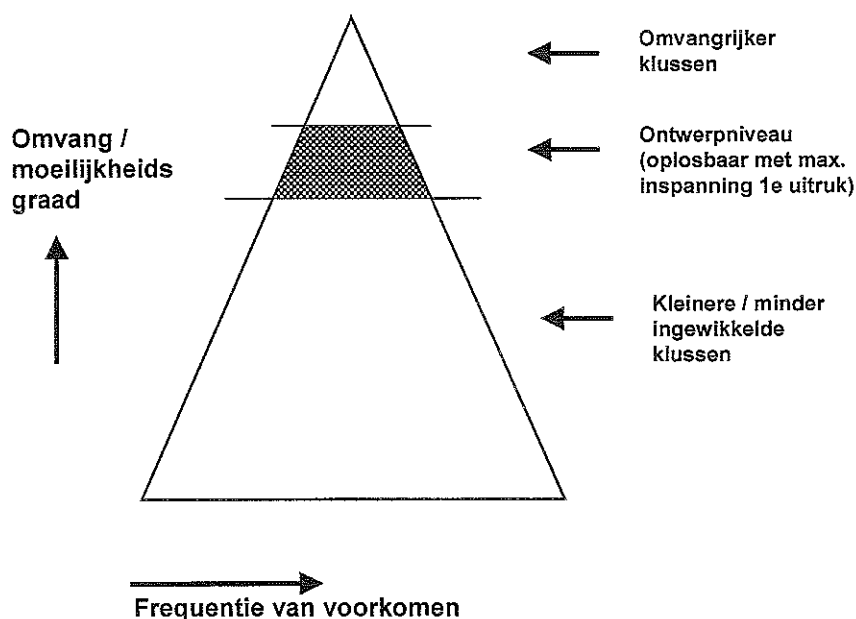 Omvangrijker
klussen
Omvang /
moeilijkheids
graad
Ontwerpniveau
(oplosbaar met max.
inspanning 1e uitruk)
Kleinere / minder
ingewikkelde
klussen
Frequentie van voorkomen